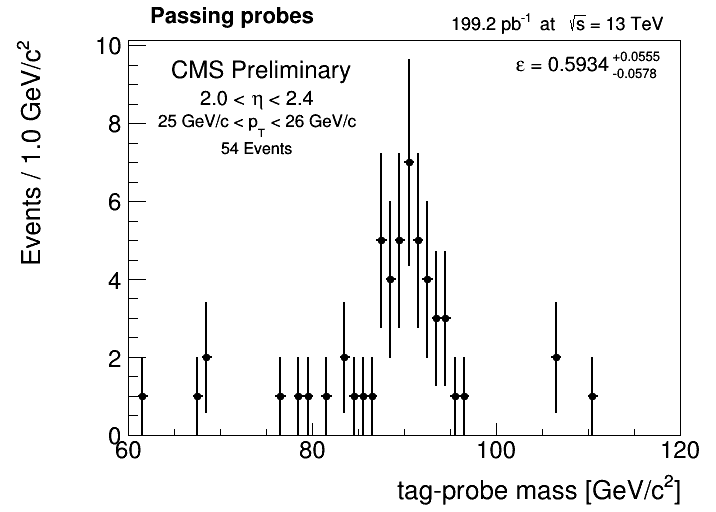 Passing probes
199.2 pb⁻¹ at √s = 13 TeV
CMS Preliminary
2.0 < η < 2.4
25 GeV/c < p_T < 26 GeV/c
54 Events
ε = 0.5934 +0.0555 -0.0578
Events / 1.0 GeV/c²
10
8
6
4
2
0
60 80 100 120
tag-probe mass [GeV/c²]